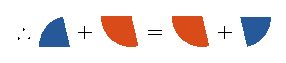 ∴ + = +